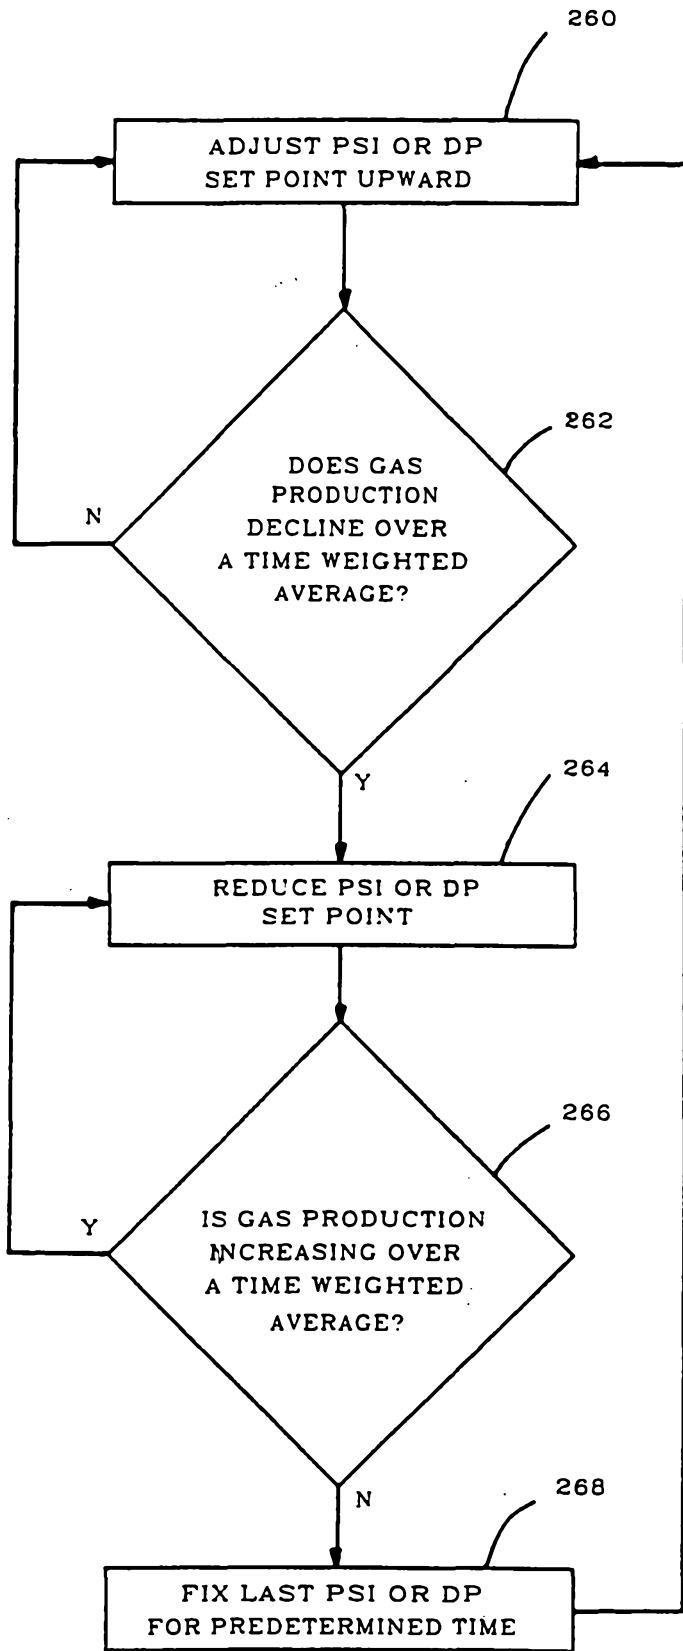 260
ADJUST PSI OR DP
SET POINT UPWARD
262
DOES GAS
PRODUCTION
DECLINE OVER
A TIME WEIGHTED
AVERAGE?
N
Y
264
REDUCE PSI OR DP
SET POINT
266
IS GAS PRODUCTION
INCREASING OVER
A TIME WEIGHTED
AVERAGE?
Y
N
268
FIX LAST PSI OR DP
FOR PREDETERMINED TIME